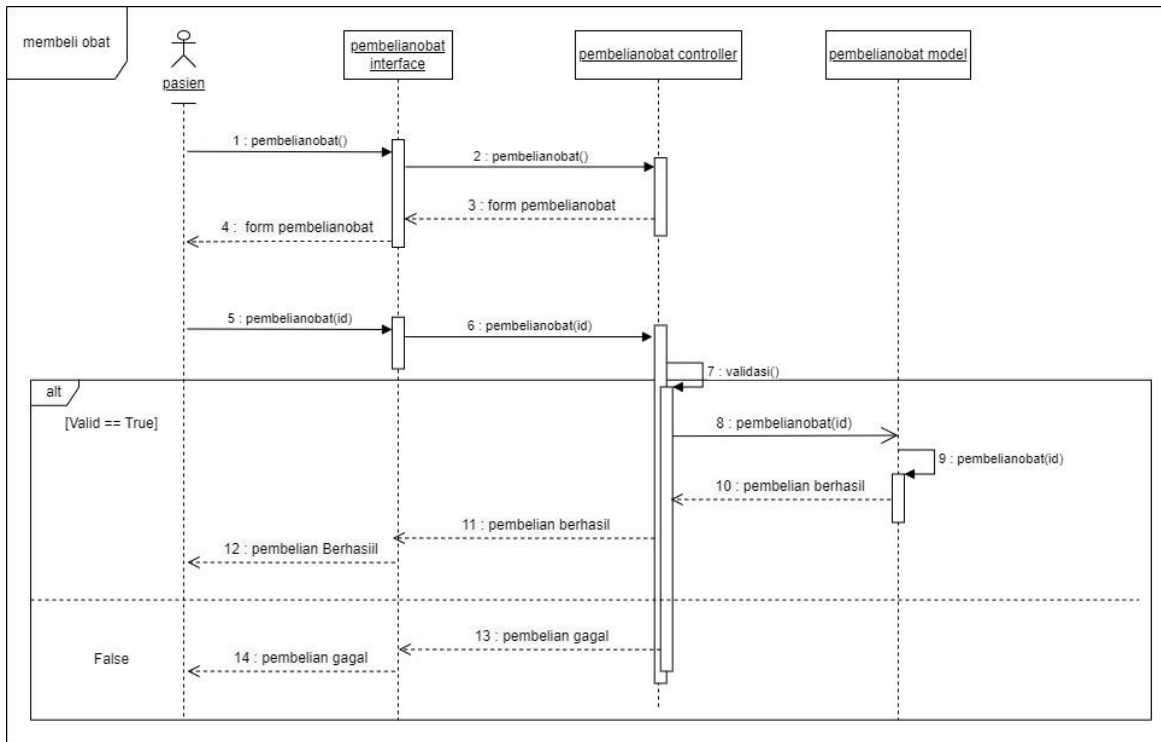 membeli obat
pasien
pembelianobat
interface
pembelianobat controller
pembelianobat model
1 : pembelianobat()
2 : pembelianobat()
3 : form pembelianobat
4 : form pembelianobat
5 : pembelianobat(id)
6 : pembelianobat(id)
7 : validasi()
alt
[Valid == True]
8 : pembelianobat(id)
9 : pembelianobat(id)
10 : pembelian berhasil
11 : pembelian berhasil
12 : pembelian Berhasiil
13 : pembelian gagal
False
14 : pembelian gagal